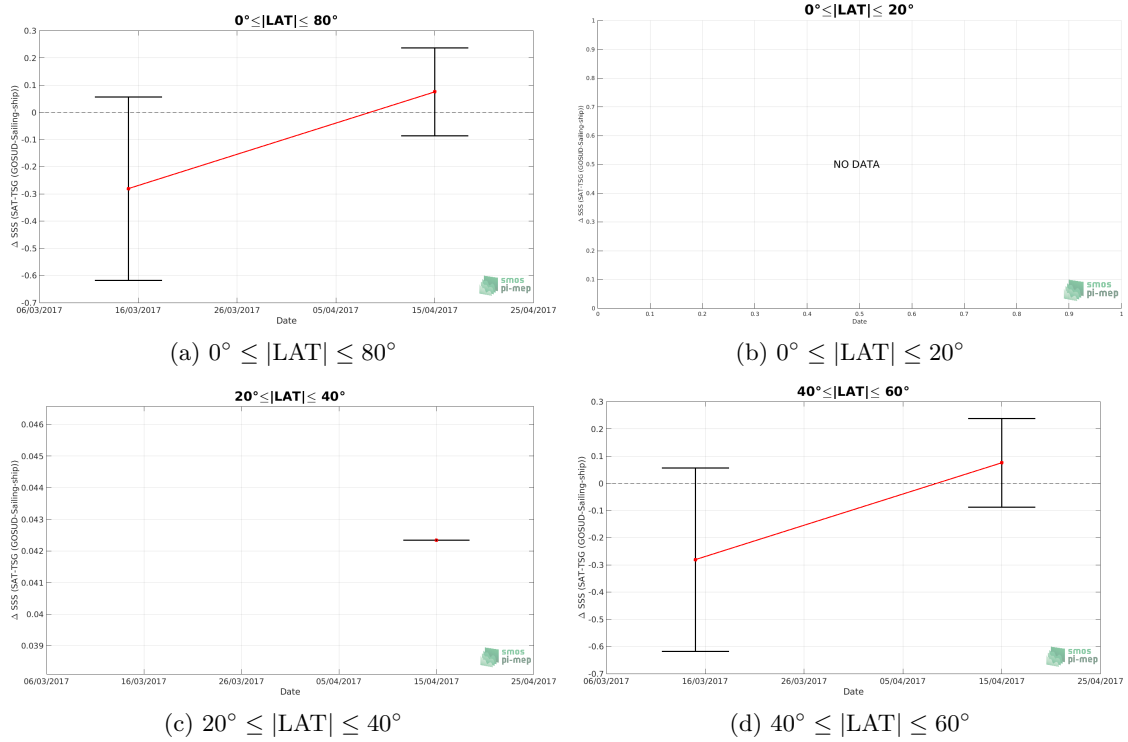 0°≤|LAT|≤ 80°
0.3
0.2
0.1
0
-0.1
-0.2
-0.3
-0.4
-0.5
-0.6
-0.7
Δ SSS (SAT-TSG (GOSUD-Sailing-ship))
06/03/2017 16/03/2017 26/03/2017 05/04/2017 15/04/2017 25/04/2017
Date
smos
pi-mep
(a) 0° ≤ |LAT| ≤ 80°
0°≤|LAT|≤ 20°
1
0.9
0.8
0.7
0.6
0.5
0.4
0.3
0.2
0.1
0
Δ SSS (SAT-TSG (GOSUD-Sailing-ship))
NO DATA
0 0.1 0.2 0.3 0.4 0.5 0.6 0.7 0.8 0.9 1
Date
smos
pi-mep
(b) 0° ≤ |LAT| ≤ 20°
20°≤|LAT|≤ 40°
0.046
0.045
0.044
0.043
0.042
0.041
0.04
0.039
Δ SSS (SAT-TSG (GOSUD-Sailing-ship))
06/03/2017 16/03/2017 26/03/2017 05/04/2017 15/04/2017 25/04/2017
Date
smos
pi-mep
(c) 20° ≤ |LAT| ≤ 40°
40°≤|LAT|≤ 60°
0.3
0.2
0.1
0
-0.1
-0.2
-0.3
-0.4
-0.5
-0.6
-0.7
Δ SSS (SAT-TSG (GOSUD-Sailing-ship))
06/03/2017 16/03/2017 26/03/2017 05/04/2017 15/04/2017 25/04/2017
Date
smos
pi-mep
(d) 40° ≤ |LAT| ≤ 60°